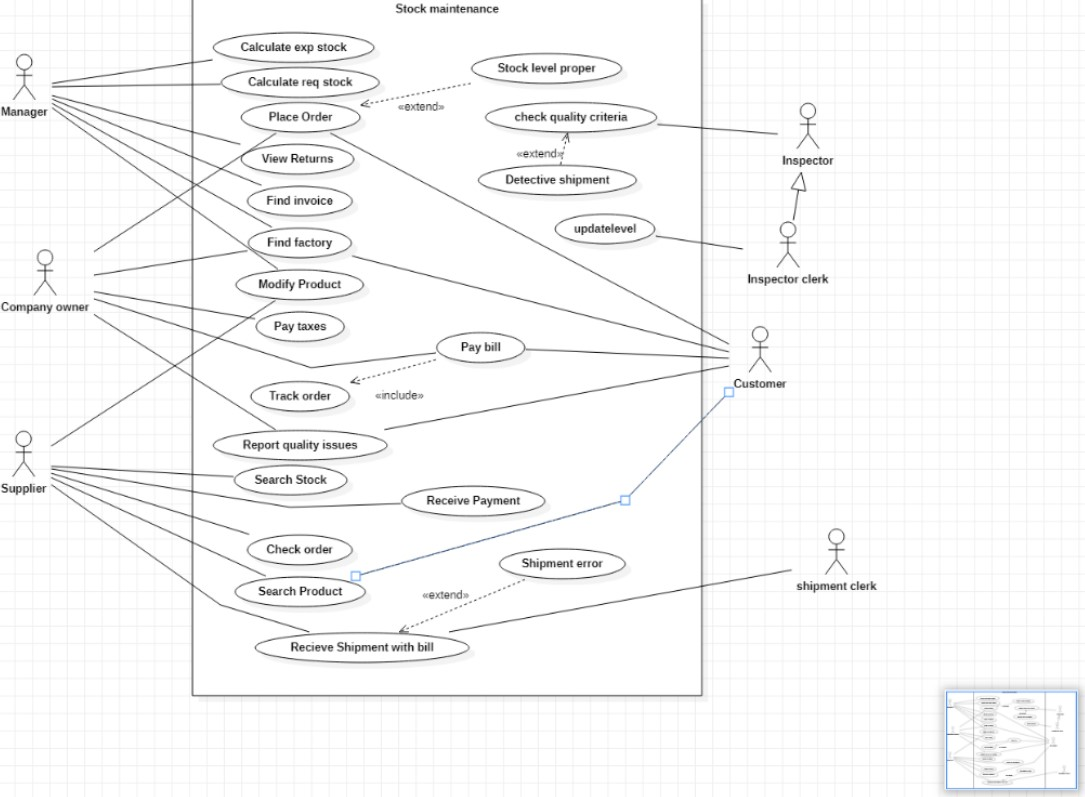 Stock maintenance
Calculate exp stock
Calculate req stock
Stock level proper
«extend»
Place Order
check quality criteria
Manager
View Returns
«extend»
Inspector
Detective shipment
Find invoice
updatelevel
Find factory
Inspector clerk
Company owner
Modify Product
Pay taxes
Pay bill
Customer
Track order
«include»
Report quality issues
Search Stock
Supplier
Receive Payment
Check order
Shipment error
Search Product
«extend»
shipment clerk
Recieve Shipment with bill